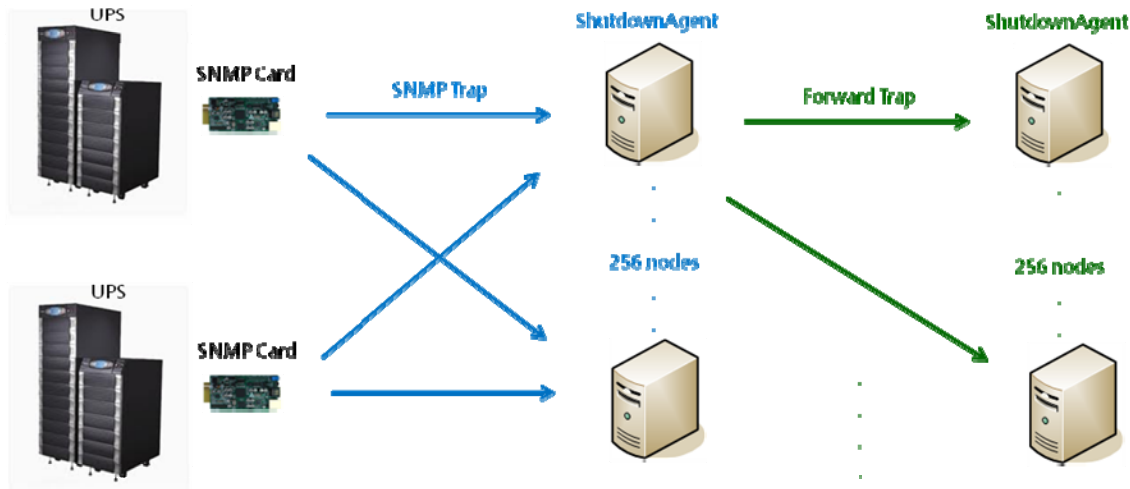 UPS
ShutdownAgent
ShutdownAgent
SNMP Card
SNMP Trap
Forward Trap
256 nodes
256 nodes
UPS
SNMP Card